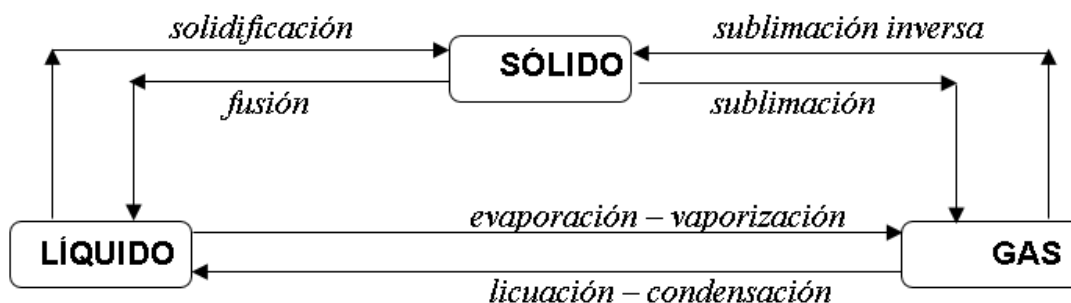 solidificación
sublimación inversa
SÓLIDO
fusión
sublimación
evaporación – vaporización
LÍQUIDO
GAS
licuación – condensación